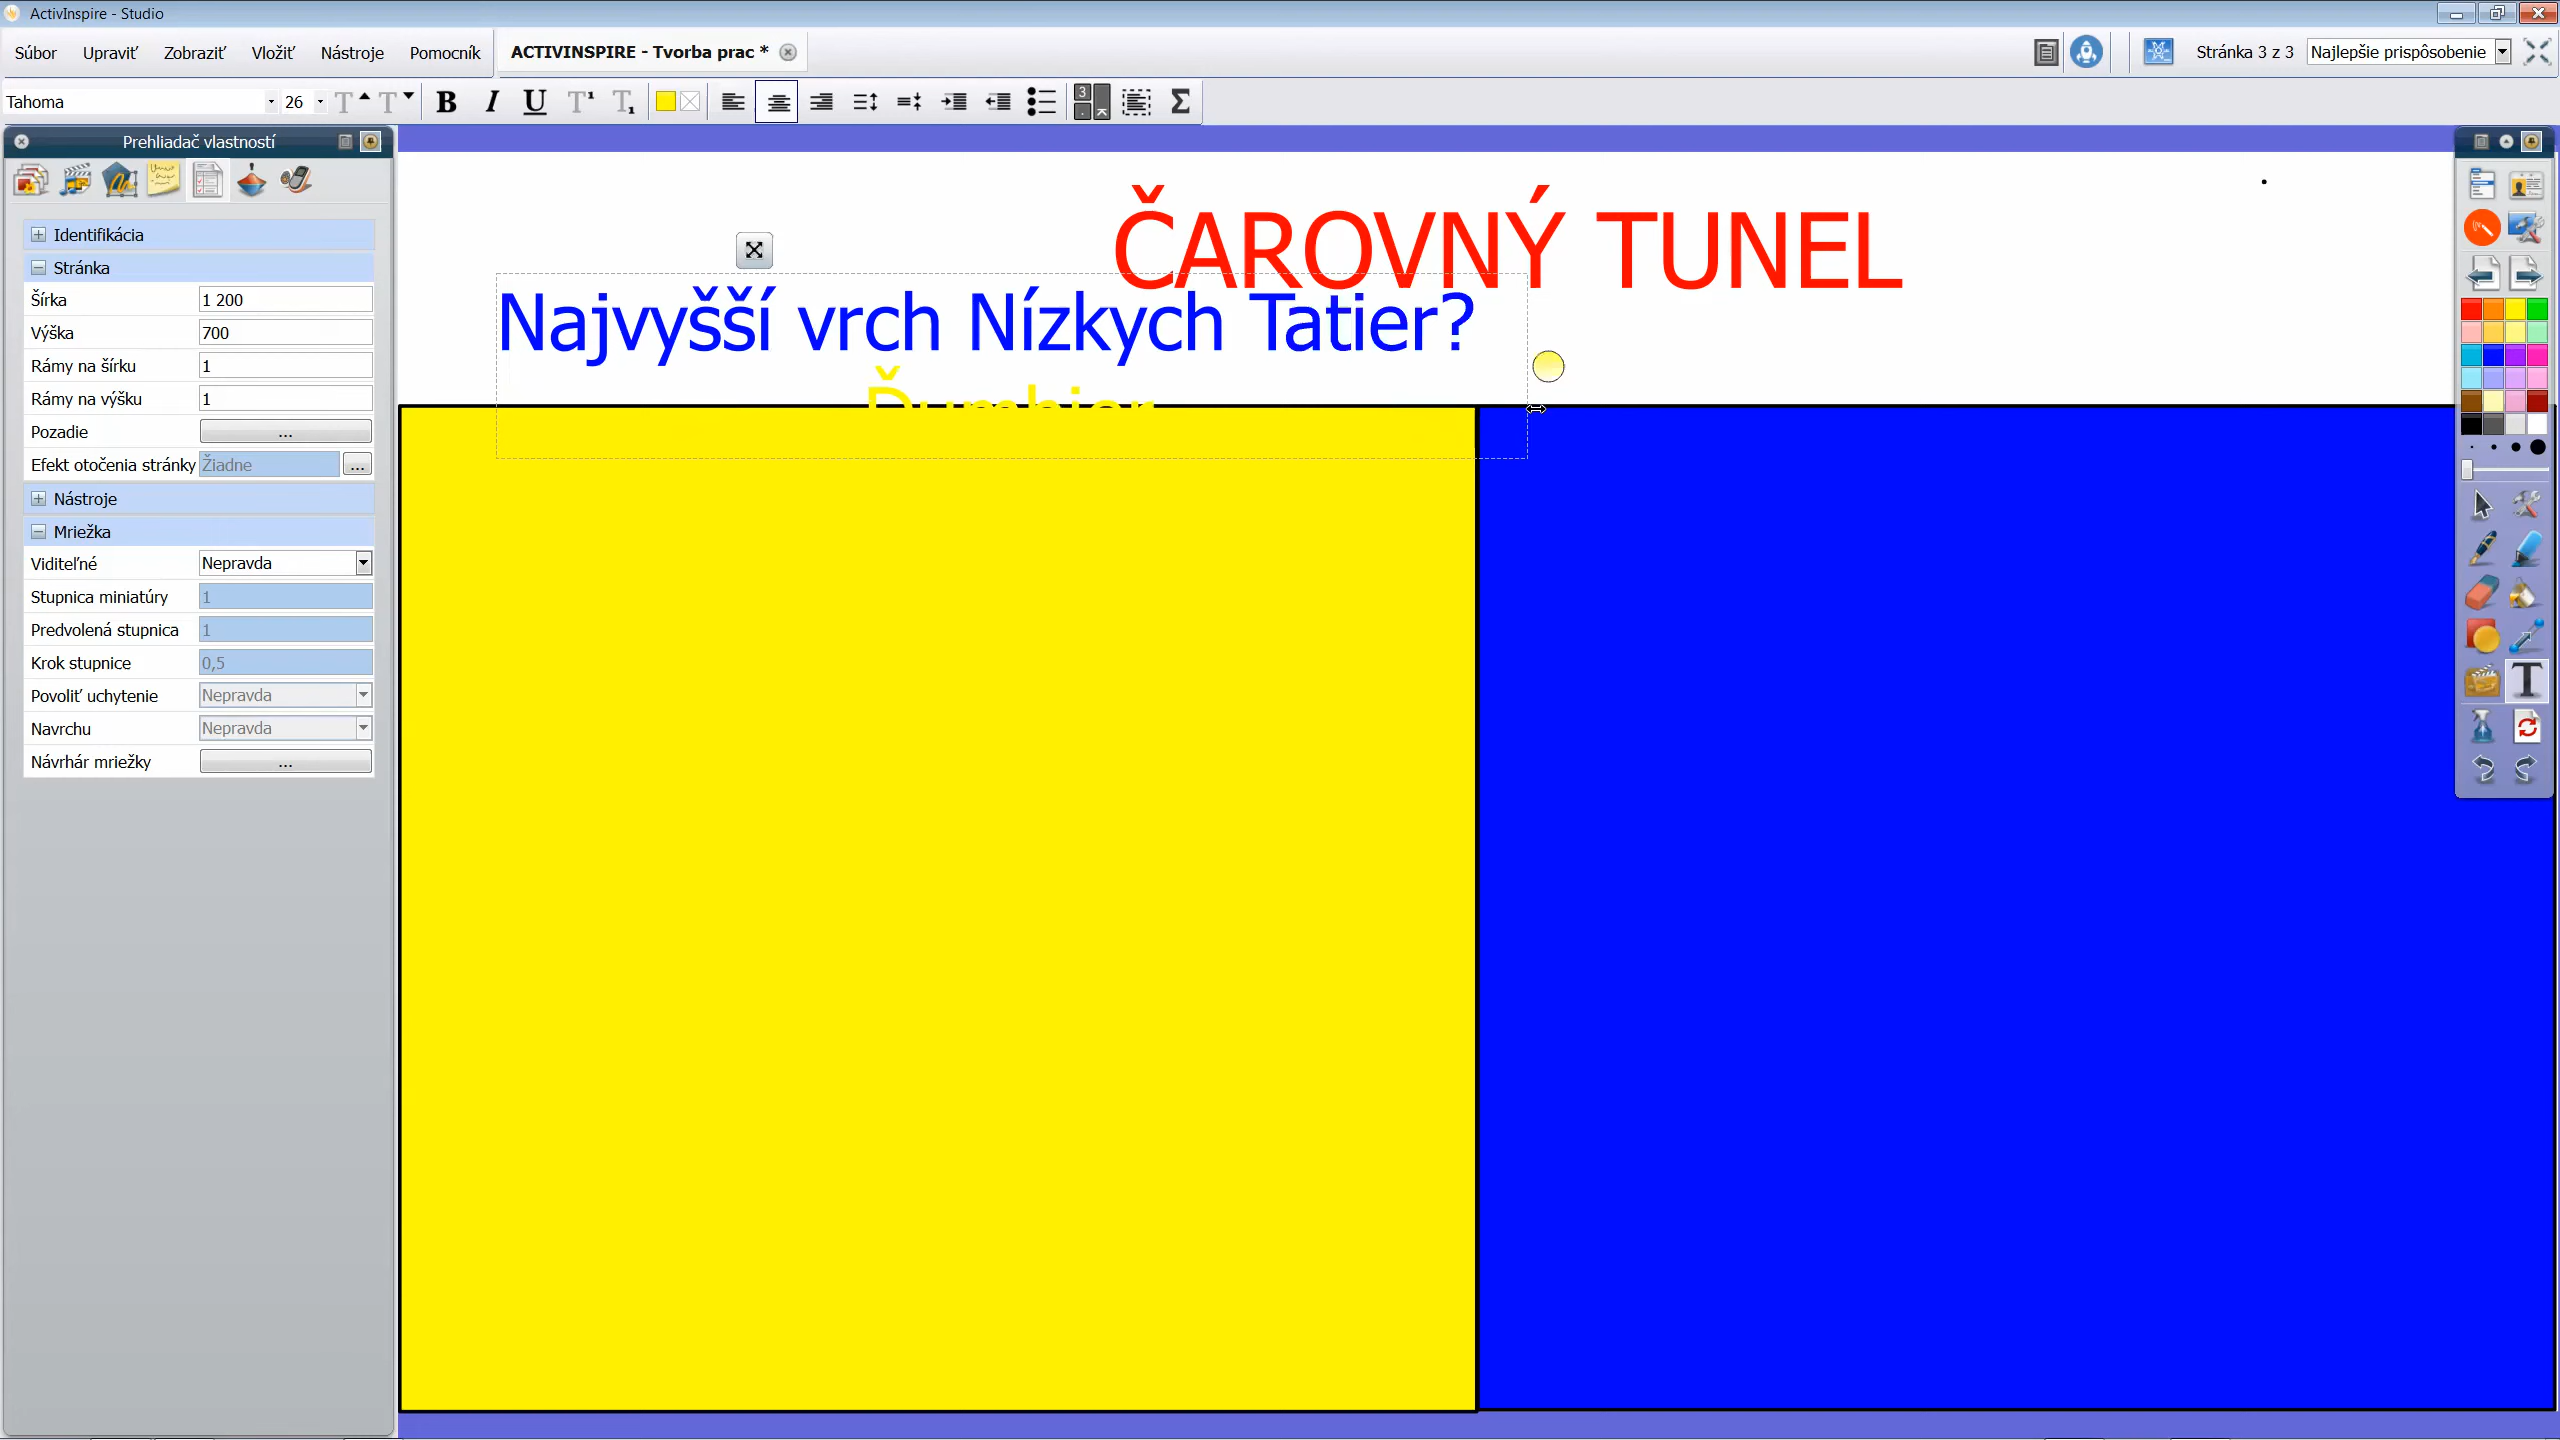 ActivInspire - Studio
Súbor Upraviť Zobraziť Vložiť Nástroje Pomocník
ACTIVINSPIRE - Tvorba prac *
Stránka 3 z 3 Najlepšie prispôsobenie
Tahoma 26
Prehliadač vlastností
Identifikácia
Stránka
Šírka 1 200
Výška 700
Rámy na šírku 1
Rámy na výšku 1
Pozadie ...
Efekt otočenia stránky Žiadne ...
Nástroje
Mriežka
Viditeľné Nepravda
Stupnica miniatúry 1
Predvolená stupnica 1
Krok stupnice 0,5
Povoliť uchytenie Nepravda
Navrchu Nepravda
Návrhár mriežky ...
ČAROVNÝ TUNEL
Najvyšší vrch Nízkych Tatier?
Ďumbier